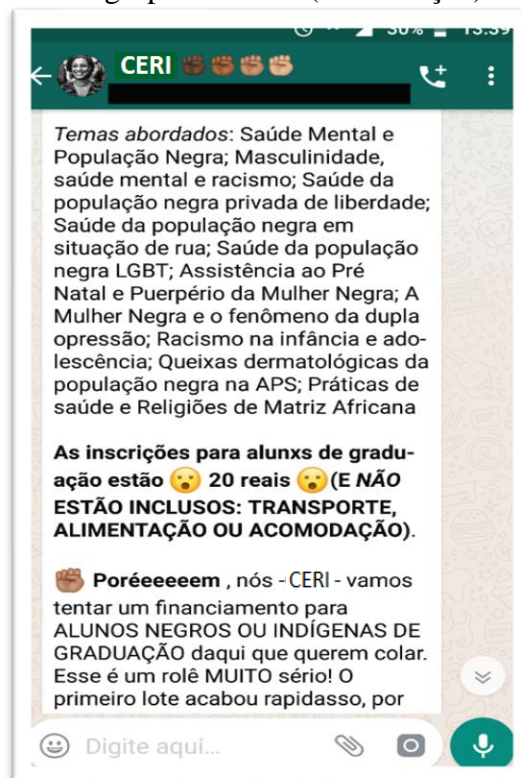 30% 13:39
CERI ✊🏿✊🏾✊🏽✊🏼
Temas abordados: Saúde Mental e
População Negra; Masculinidade,
saúde mental e racismo; Saúde da
população negra privada de liberdade;
Saúde da população negra em
situação de rua; Saúde da população
negra LGBT; Assistência ao Pré
Natal e Puerpério da Mulher Negra; A
Mulher Negra e o fenômeno da dupla
opressão; Racismo na infância e ado-
lescência; Queixas dermatológicas da
população negra na APS; Práticas de
saúde e Religiões de Matriz Africana
As inscrições para alunxs de gradu-
ação estão 😮 20 reais 😮 (E NÃO
ESTÃO INCLUSOS: TRANSPORTE,
ALIMENTAÇÃO OU ACOMODAÇÃO).
✊🏽 Poréeeeeem , nós - CERI - vamos
tentar um financiamento para
ALUNOS NEGROS OU INDÍGENAS DE
GRADUAÇÃO daqui que querem colar.
Esse é um rolê MUITO sério! O
primeiro lote acabou rapidasso, por
Digite aqui...